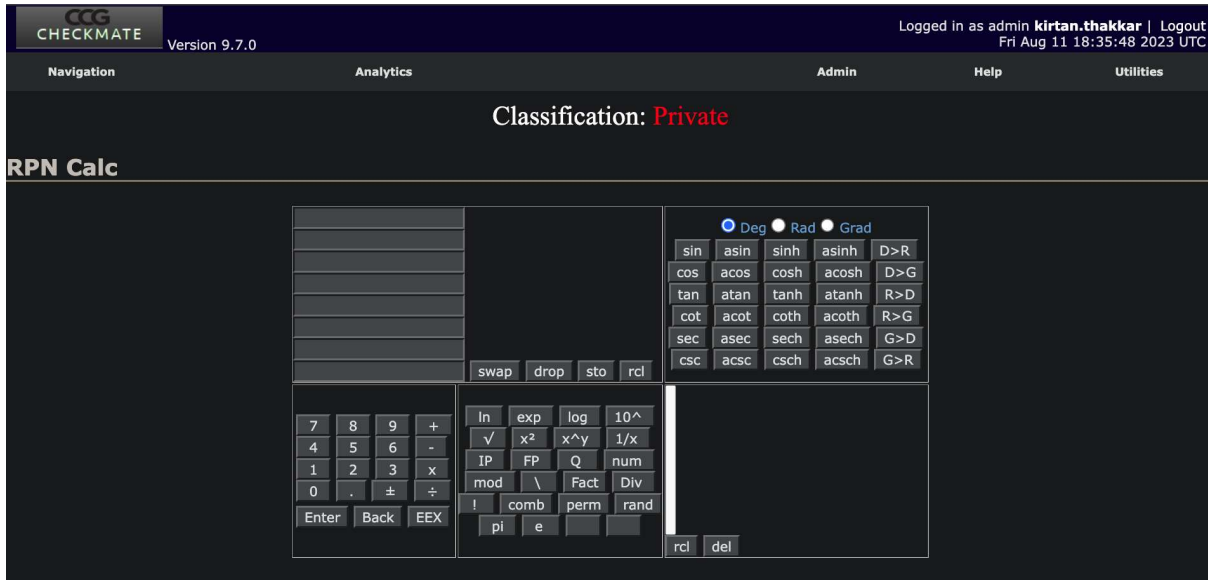 CCG
CHECKMATE
Version 9.7.0
Logged in as admin kirtan.thakkar | Logout
Fri Aug 11 18:35:48 2023 UTC
Navigation Analytics Admin Help Utilities
Classification: Private
RPN Calc
swap drop sto rcl
Deg Rad Grad
sin asin sinh asinh D>R
cos acos cosh acosh D>G
tan atan tanh atanh R>D
cot acot coth acoth R>G
sec asec sech asech G>D
csc acsc csch acsch G>R
7 8 9 +
4 5 6 -
1 2 3 x
0 . ± ÷
Enter Back EEX
ln exp log 10^
√ x² x^y 1/x
IP FP Q num
mod \ Fact Div
! comb perm rand
pi e
rcl del